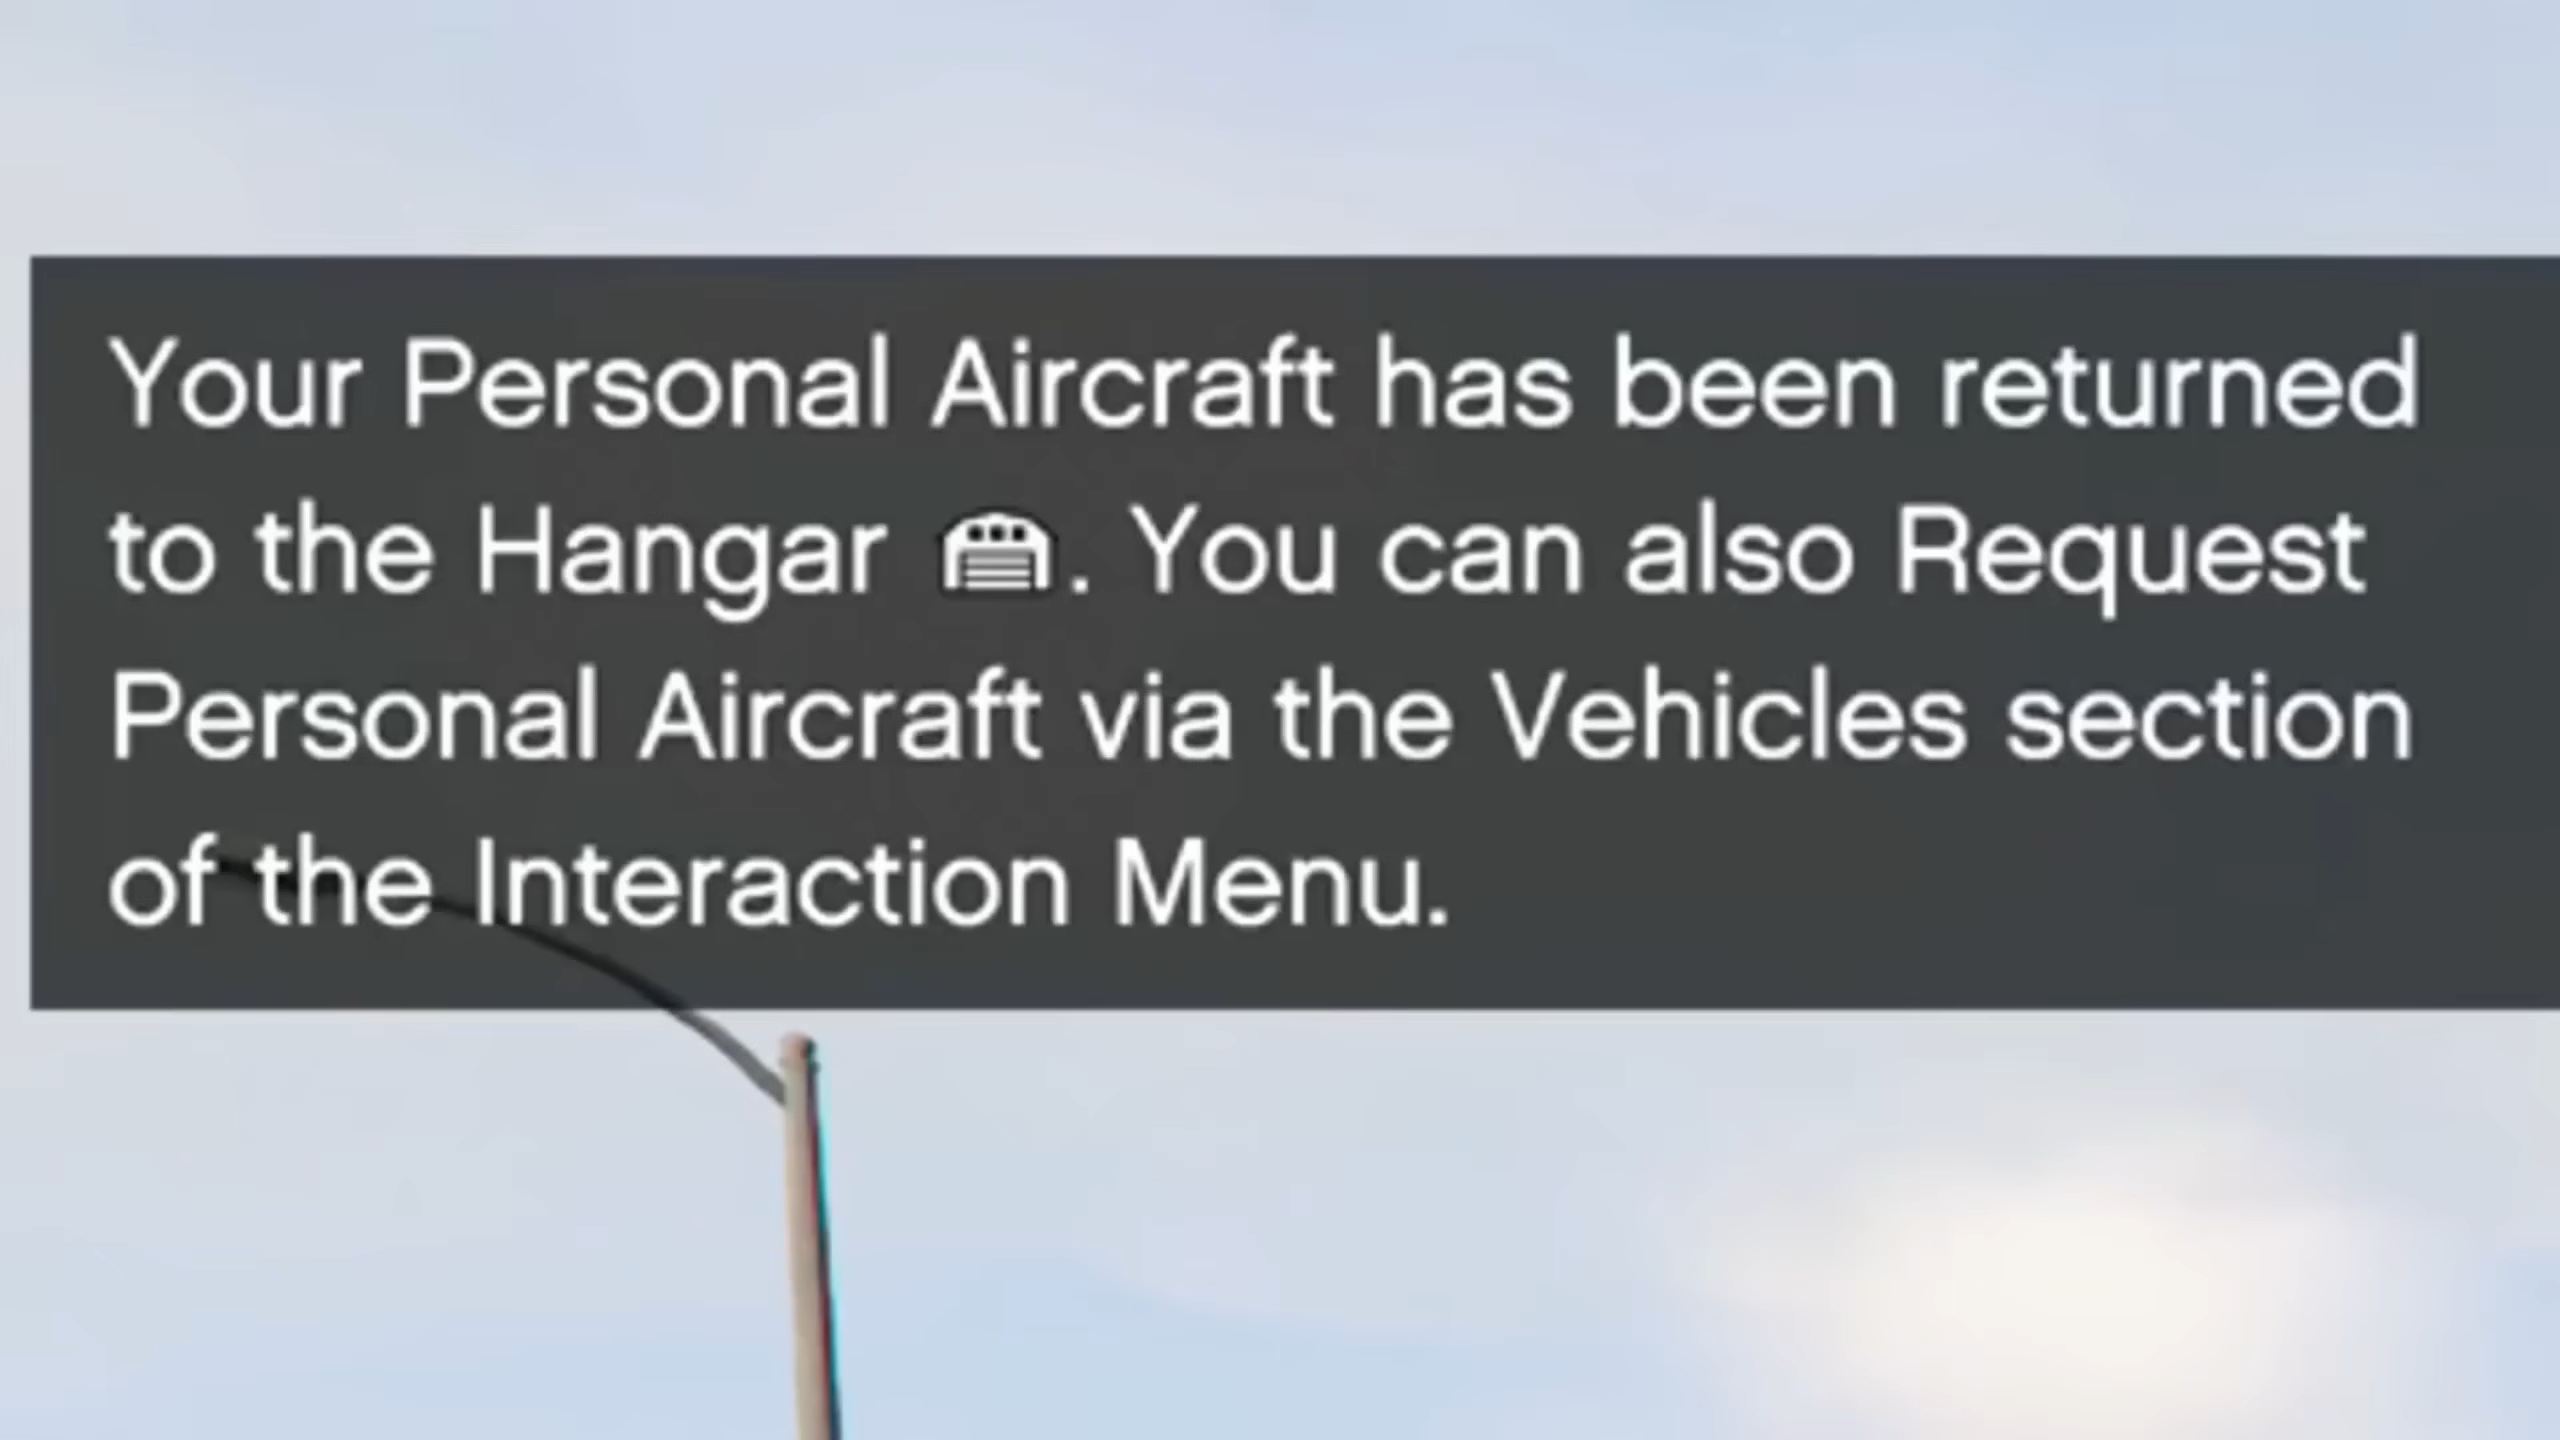 Your Personal Aircraft has been returned
to the Hangar . You can also Request
Personal Aircraft via the Vehicles section
of the Interaction Menu.